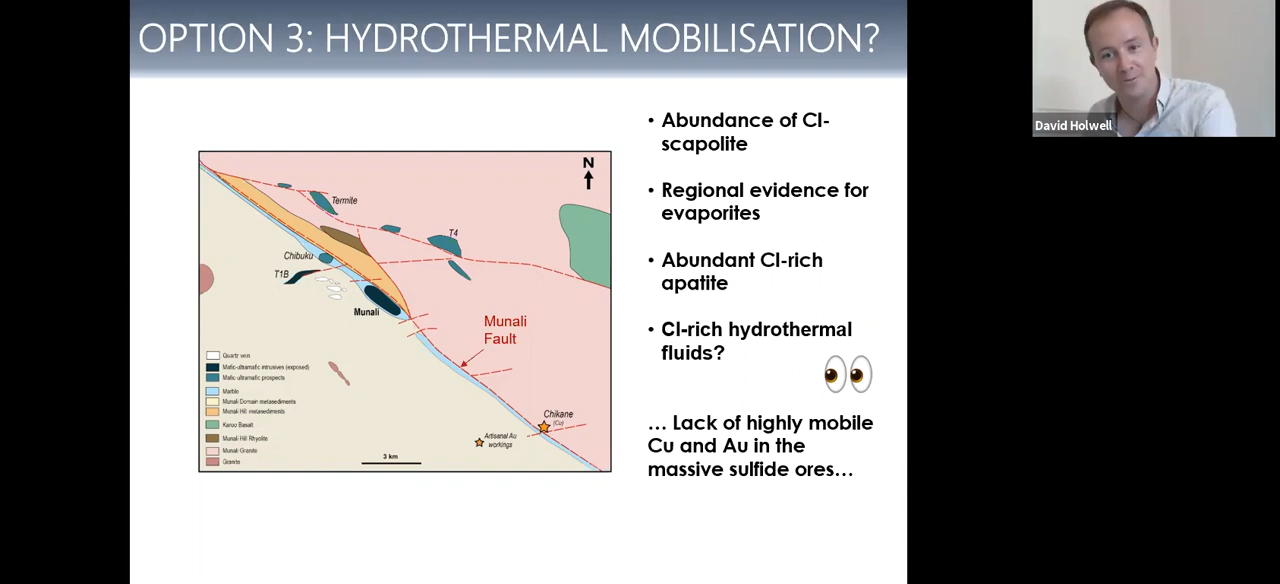 OPTION 3: HYDROTHERMAL MOBILISATION?
David Holwell
• Abundance of Cl-
scapolite
• Regional evidence for
evaporites
• Abundant Cl-rich
apatite
• Cl-rich hydrothermal
fluids?
… Lack of highly mobile
Cu and Au in the
massive sulfide ores…
N
Termite
T4
Chibuku
T1B
Munali
Munali
Fault
Chikane
(Cu)
Artisanal Au
workings
3 km
Quartz vein
Mafic-ultramafic intrusives (exposed)
Mafic-ultramafic prospects
Marble
Munali Domain metasediments
Munali Hill metasediments
Karoo Basalt
Munali Hill Rhyolite
Munali Granite
Granite